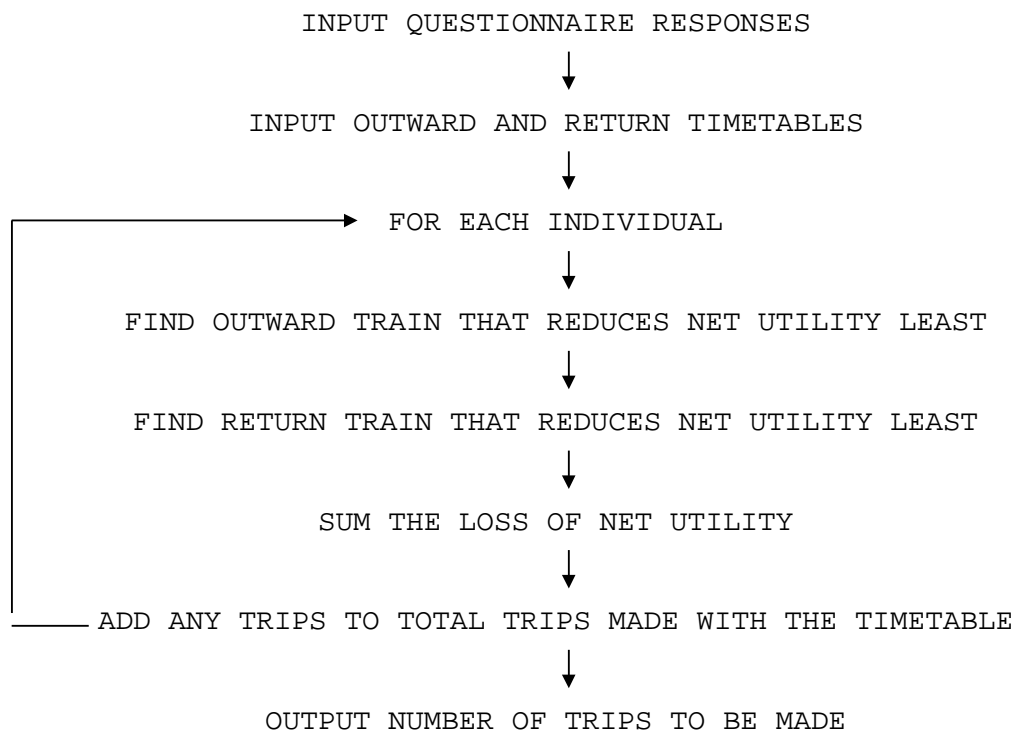 INPUT QUESTIONNAIRE RESPONSES
INPUT OUTWARD AND RETURN TIMETABLES
FOR EACH INDIVIDUAL
FIND OUTWARD TRAIN THAT REDUCES NET UTILITY LEAST
FIND RETURN TRAIN THAT REDUCES NET UTILITY LEAST
SUM THE LOSS OF NET UTILITY
ADD ANY TRIPS TO TOTAL TRIPS MADE WITH THE TIMETABLE
OUTPUT NUMBER OF TRIPS TO BE MADE